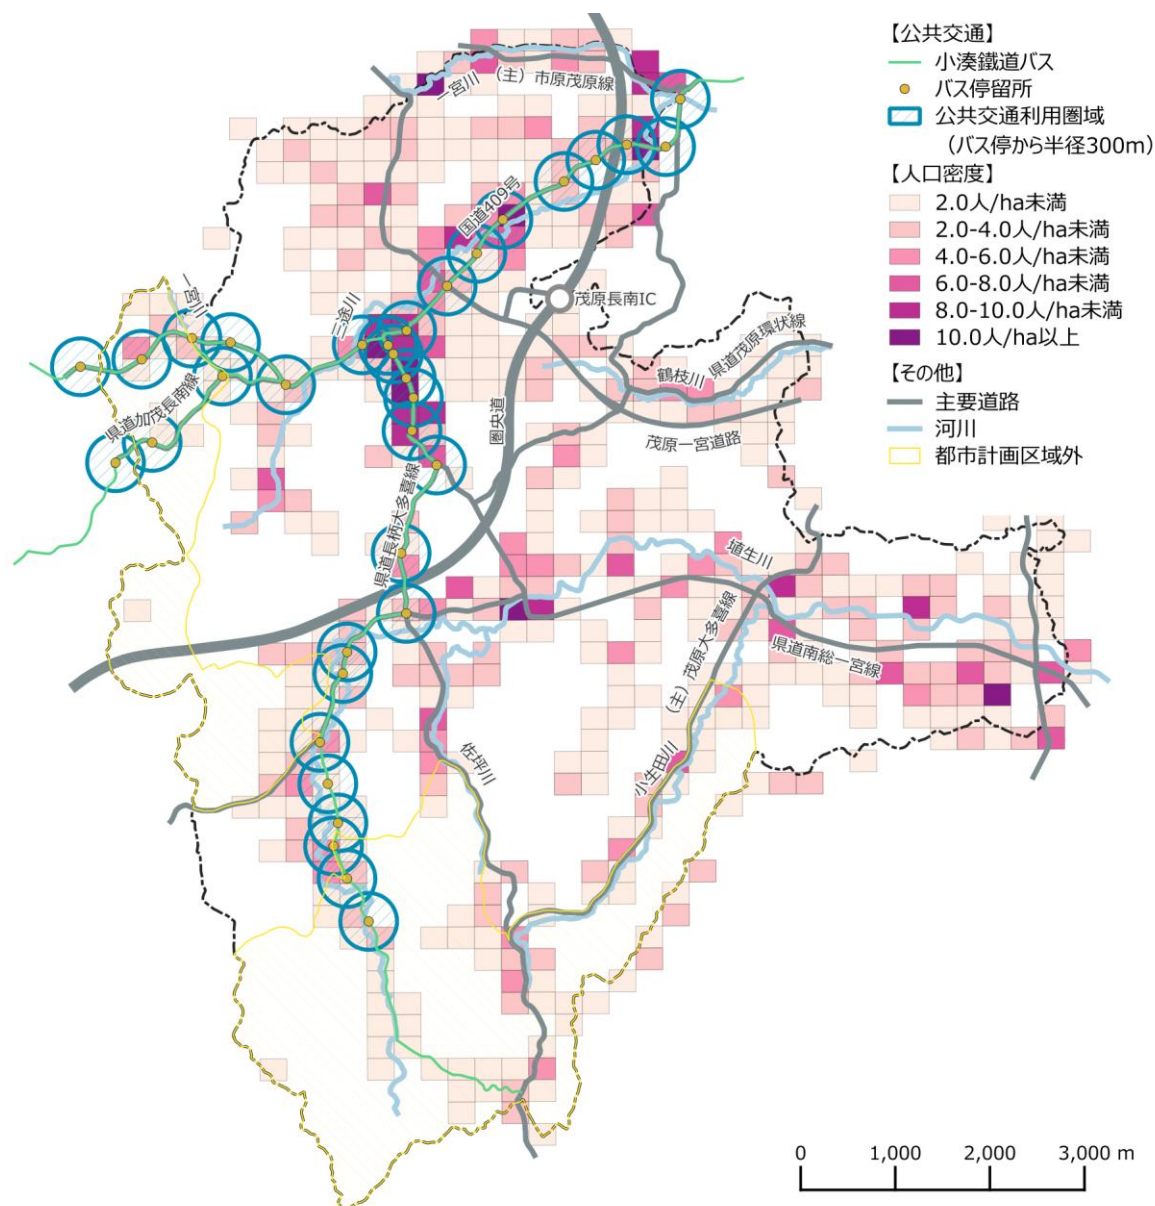 【公共交通】
小湊鐵道バス
バス停留所
公共交通利用圏域
（バス停から半径300m）
【人口密度】
2.0人/ha未満
2.0-4.0人/ha未満
4.0-6.0人/ha未満
6.0-8.0人/ha未満
8.0-10.0人/ha未満
10.0人/ha以上
【その他】
主要道路
河川
都市計画区域外
一宮川
（主）市原茂原線
国道409号
一宮川
三途川
茂原長南IC
県道茂原環状線
鶴枝川
県道加茂長南線
圏央道
茂原一宮道路
県道長柄大多喜線
埴生川
（主）茂原大多喜線
県道南総一宮線
佐坪川
小生田川
0 1,000 2,000 3,000 m